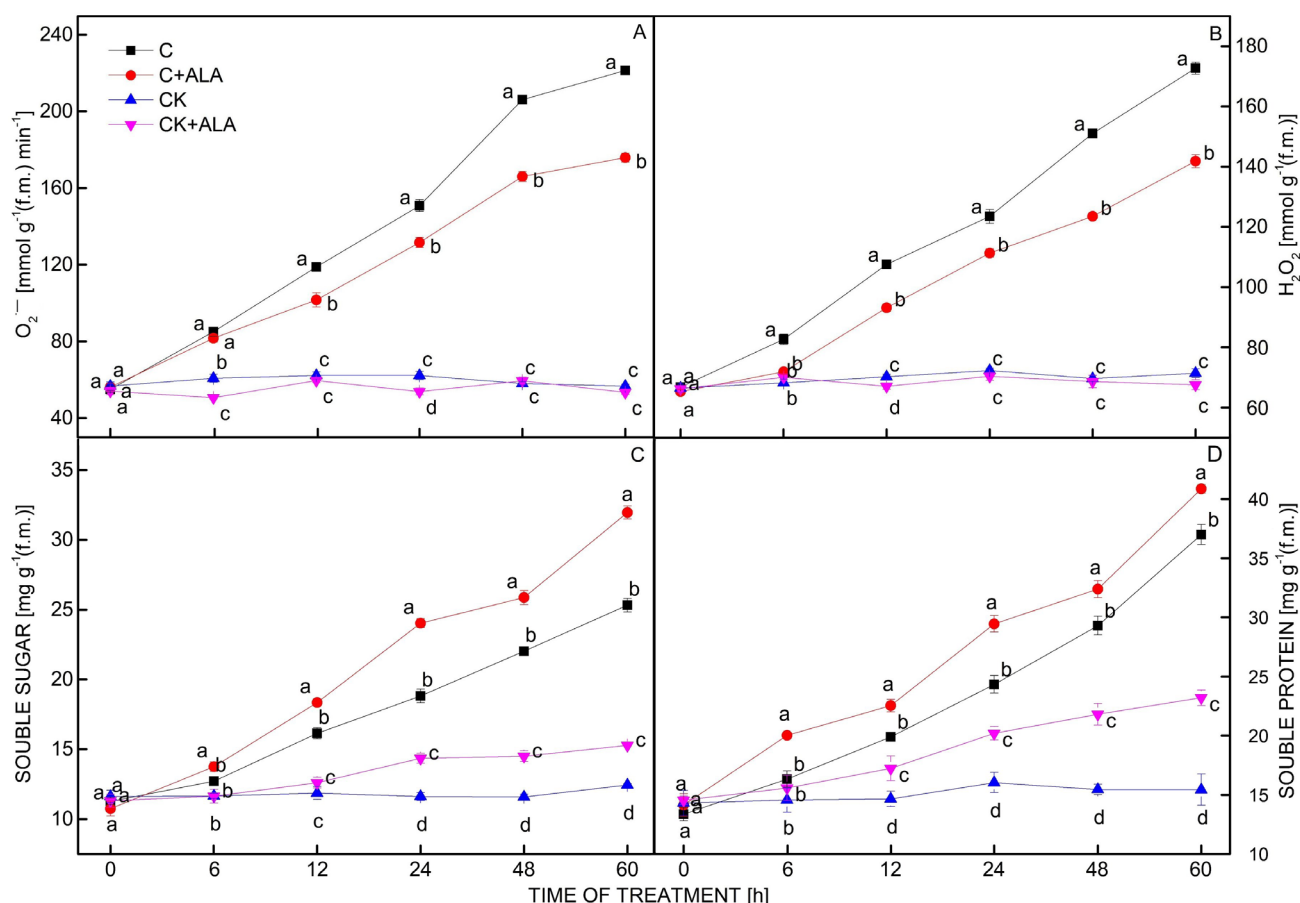 A
B
C
C+ALA
CK
CK+ALA
240
200
160
120
80
40
O₂·— [mmol g⁻¹(f.m.) min⁻¹]
a a a a
a a b c
a b c c
a b c d
a b c c
a b c c
180
160
140
120
100
80
60
H₂O₂ [mmol g⁻¹(f.m.)]
a a a a
a b b b
a b c d
a b c c
a b c c
a b c c
C
D
35
30
25
20
15
10
SOUBLE SUGAR [mg g⁻¹(f.m.)]
a a a a
a b b b
a b c c
a b c d
a b c d
a b c d
40
35
30
25
20
15
10
SOUBLE PROTEIN [mg g⁻¹(f.m.)]
a a a a
a b b b
a b c d
a b c d
a b c d
a b c d
0 6 12 24 48 60
0 6 12 24 48 60
TIME OF TREATMENT [h]